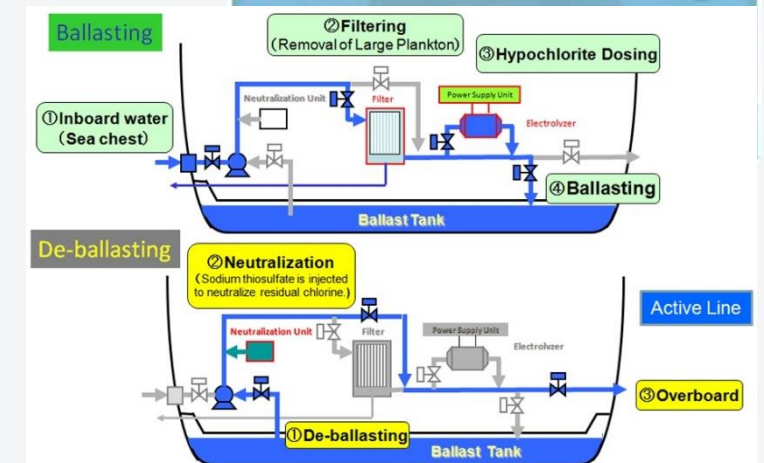 Ballasting
②Filtering
(Removal of Large Plankton)
③Hypochlorite Dosing
Power Supply Unit
Neutralization Unit
Filter
Electrolyzer
①Inboard water
(Sea chest)
④Ballasting
Ballast Tank
De-ballasting
②Neutralization
(Sodium thiosulfate is injected
to neutralize residual chlorine.)
Active Line
Neutralization Unit
Filter
Power Supply Unit
Electrolyzer
③Overboard
①De-ballasting
Ballast Tank